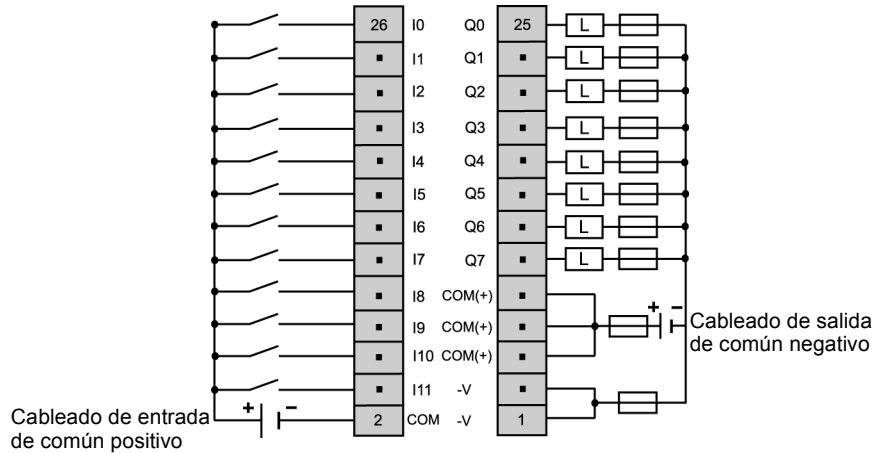 26 I0 Q0 25 L
I1 Q1 L
I2 Q2 L
I3 Q3 L
I4 Q4 L
I5 Q5 L
I6 Q6 L
I7 Q7 L
I8 COM(+)
I9 COM(+)
I10 COM(+)
I11 -V
2 COM -V 1
+ −
Cableado de salida
de común negativo
+ −
Cableado de entrada
de común positivo